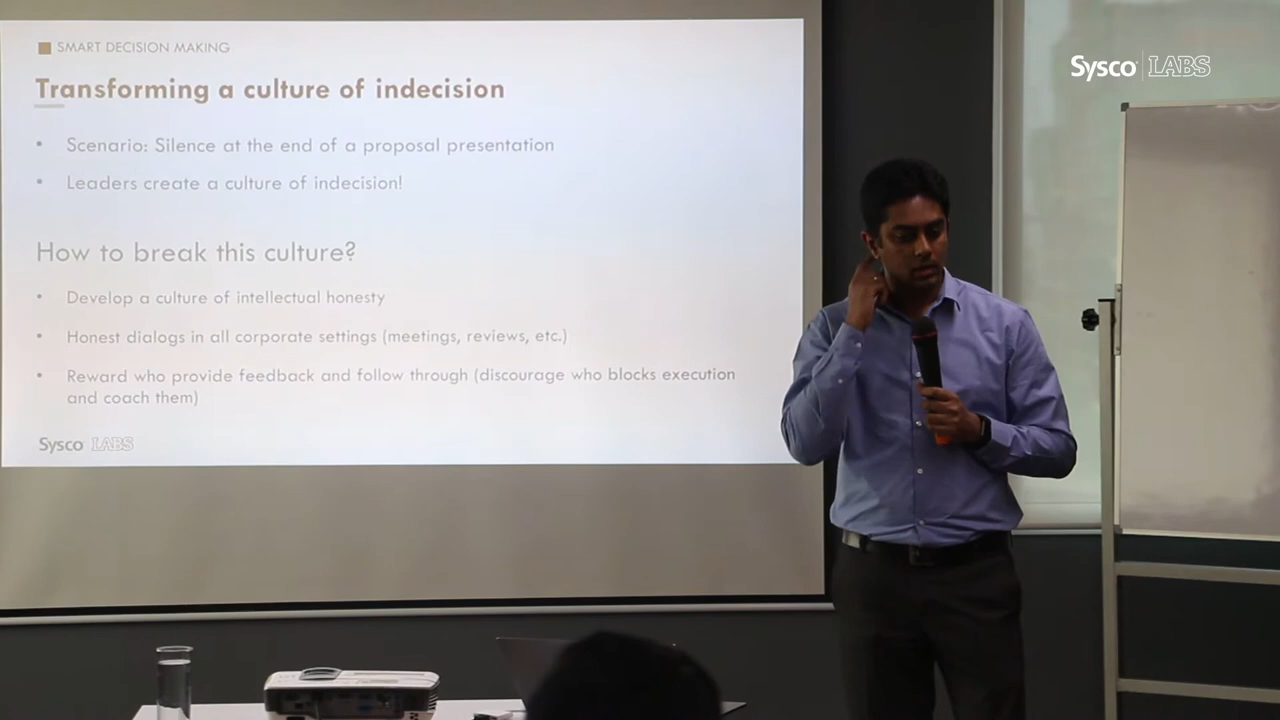 SMART DECISION MAKING
Transforming a culture of indecision
• Scenario: Silence at the end of a proposal presentation
• Leaders create a culture of indecision!
How to break this culture?
• Develop a culture of intellectual honesty
• Honest dialogs in all corporate settings (meetings, reviews, etc.)
• Reward who provide feedback and follow through (discourage who blocks execution
and coach them)
Sysco LABS
Sysco LABS